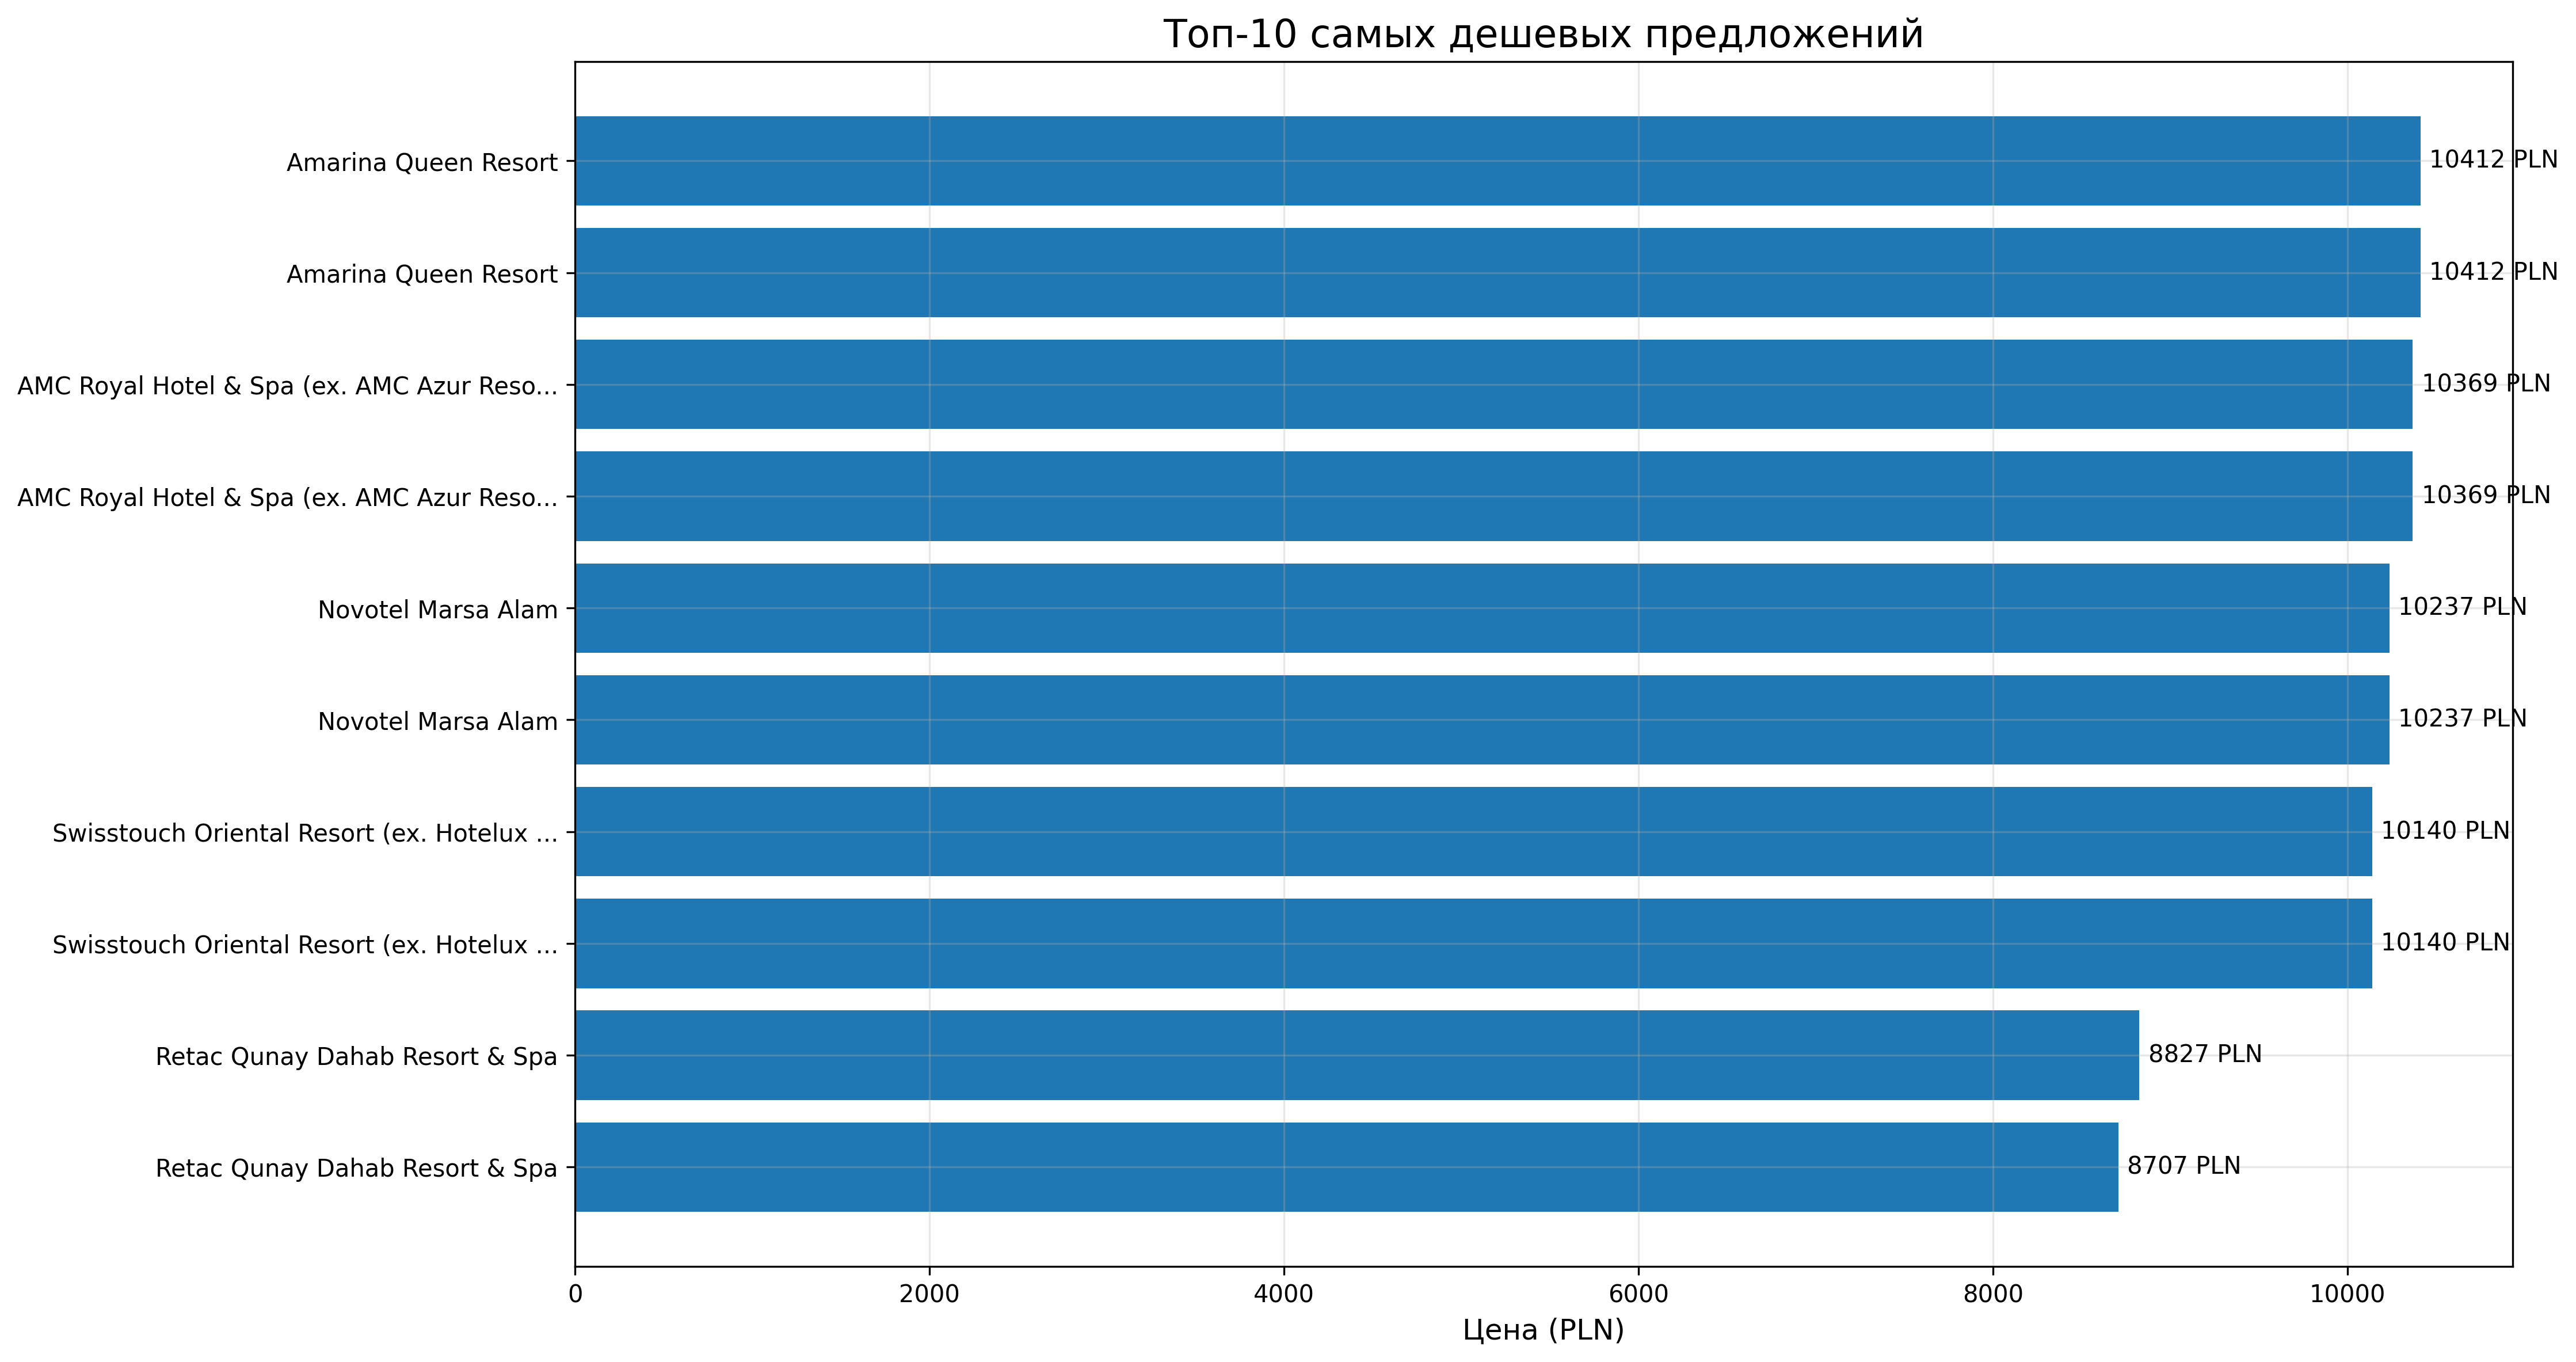 Топ-10 самых дешевых предложений
Amarina Queen Resort
10412 PLN
Amarina Queen Resort
10412 PLN
AMC Royal Hotel & Spa (ex. AMC Azur Reso...
10369 PLN
AMC Royal Hotel & Spa (ex. AMC Azur Reso...
10369 PLN
Novotel Marsa Alam
10237 PLN
Novotel Marsa Alam
10237 PLN
Swisstouch Oriental Resort (ex. Hotelux ...
10140 PLN
Swisstouch Oriental Resort (ex. Hotelux ...
10140 PLN
Retac Qunay Dahab Resort & Spa
8827 PLN
Retac Qunay Dahab Resort & Spa
8707 PLN
0 2000 4000 6000 8000 10000
Цена (PLN)